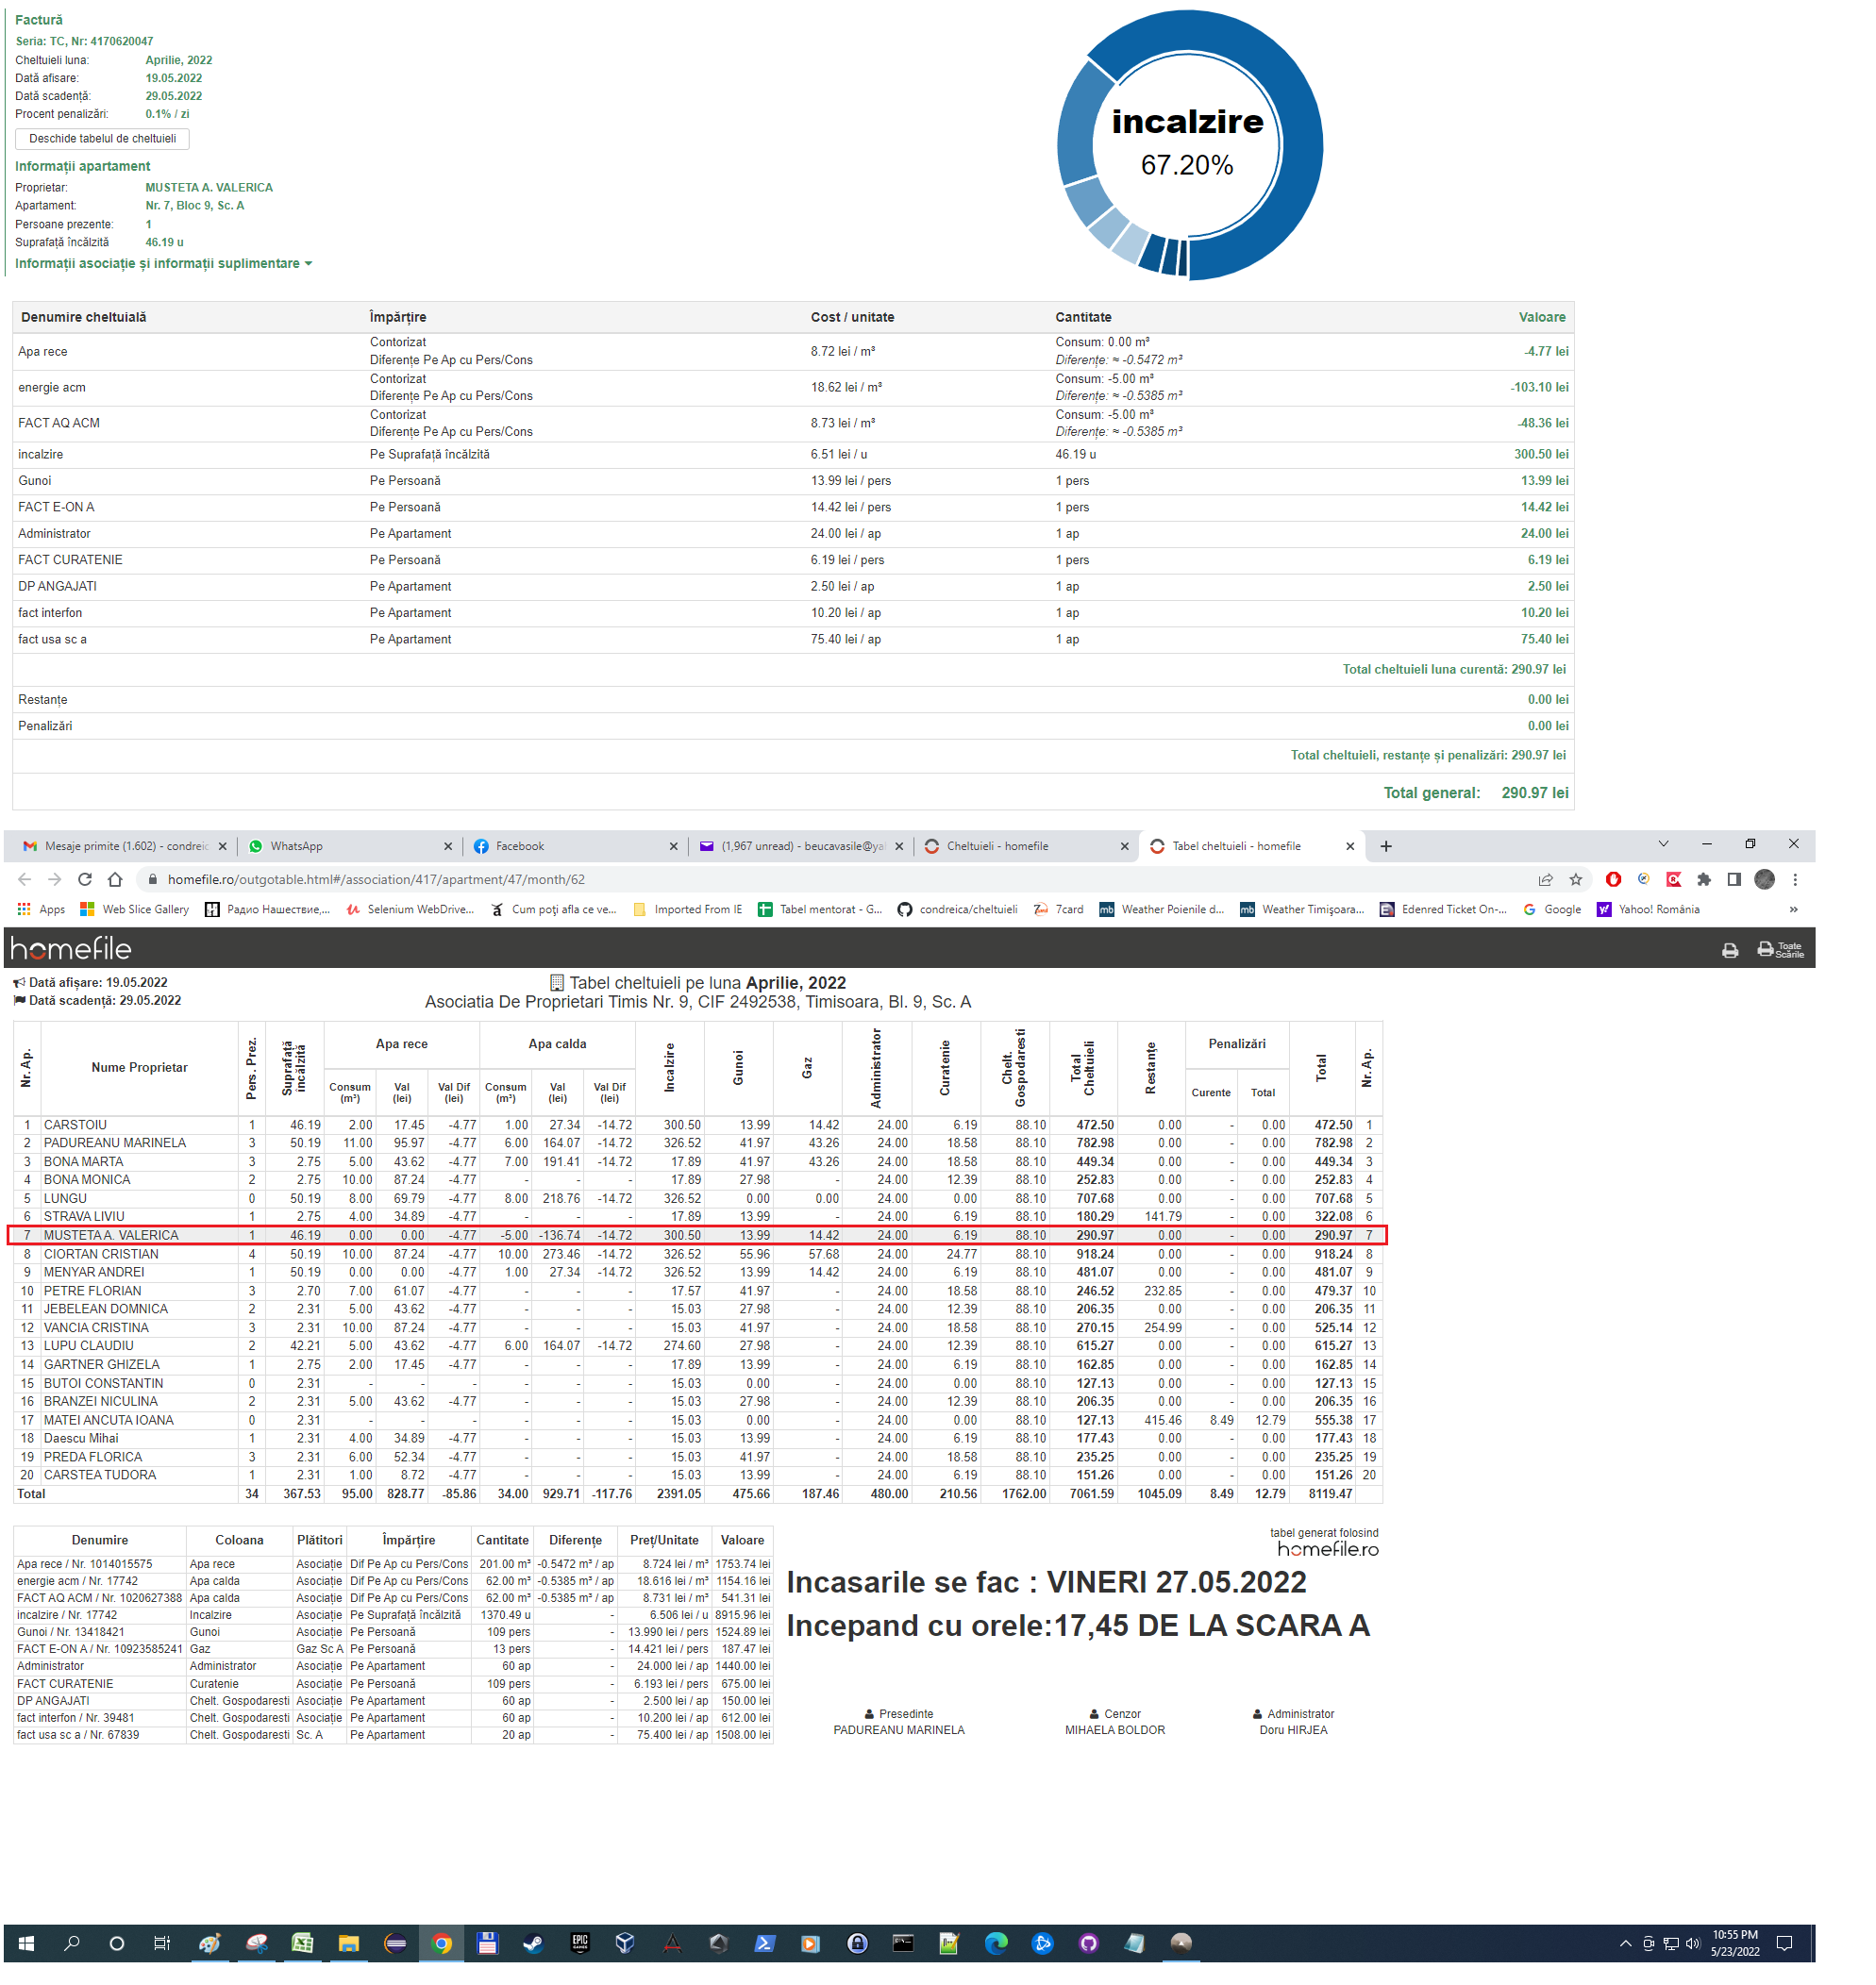 Factură
Seria: TC, Nr: 4170620047
Cheltuieli luna: Aprilie, 2022
Dată afisare: 19.05.2022
Dată scadență: 29.05.2022
Procent penalizări: 0.1% / zi
Deschide tabelul de cheltuieli
Informații apartament
Proprietar: MUSTETA A. VALERICA
Apartament: Nr. 7, Bloc 9, Sc. A
Persoane prezente: 1
Suprafață încălzită 46.19 u
Informații asociație și informații suplimentare
incalzire
67.20%
Denumire cheltuială Împărțire Cost / unitate Cantitate Valoare
Apa rece Contorizat Diferențe Pe Ap cu Pers/Cons 8.72 lei / m³ Consum: 0.00 m³ Diferențe: ≈ -0.5472 m³ -4.77 lei
energie acm Contorizat Diferențe Pe Ap cu Pers/Cons 18.62 lei / m³ Consum: -5.00 m³ Diferențe: ≈ -0.5385 m³ -103.10 lei
FACT AQ ACM Contorizat Diferențe Pe Ap cu Pers/Cons 8.73 lei / m³ Consum: -5.00 m³ Diferențe: ≈ -0.5385 m³ -48.36 lei
incalzire Pe Suprafață încălzită 6.51 lei / u 46.19 u 300.50 lei
Gunoi Pe Persoană 13.99 lei / pers 1 pers 13.99 lei
FACT E-ON A Pe Persoană 14.42 lei / pers 1 pers 14.42 lei
Administrator Pe Apartament 24.00 lei / ap 1 ap 24.00 lei
FACT CURATENIE Pe Persoană 6.19 lei / pers 1 pers 6.19 lei
DP ANGAJATI Pe Apartament 2.50 lei / ap 1 ap 2.50 lei
fact interfon Pe Apartament 10.20 lei / ap 1 ap 10.20 lei
fact usa sc a Pe Apartament 75.40 lei / ap 1 ap 75.40 lei
Total cheltuieli luna curentă: 290.97 lei
Restanțe 0.00 lei
Penalizări 0.00 lei
Total cheltuieli, restanțe și penalizări: 290.97 lei
Total general: 290.97 lei
Mesaje primite (1.602) - condreic WhatsApp Facebook (1,967 unread) - beucavasile@ya Cheltuieli - homefile Tabel cheltuieli - homefile
homefile.ro/outgotable.html#/association/417/apartment/47/month/62
Apps Web Slice Gallery Радио Нашествие,... Selenium WebDrive... Cum poţi afla ce ve... Imported From IE Tabel mentorat - G... condreica/cheltuieli 7card Weather Poienile d... Weather Timişoara... Edenred Ticket On-... Google Yahoo! România »
homefile Toate Scările
Dată afișare: 19.05.2022
Dată scadență: 29.05.2022
Tabel cheltuieli pe luna Aprilie, 2022
Asociatia De Proprietari Timis Nr. 9, CIF 2492538, Timisoara, Bl. 9, Sc. A
Nr. Ap. Nume Proprietar Pers. Prez. Suprafață încălzită Apa rece Apa calda Incalzire Gunoi Gaz Administrator Curatenie Chelt. Gospodaresti Total Cheltuieli Restanțe Penalizări Total Nr. Ap.
Consum (m³) Val (lei) Val Dif (lei) Consum (m³) Val (lei) Val Dif (lei) Curente Total
1 CARSTOIU 1 46.19 2.00 17.45 -4.77 1.00 27.34 -14.72 300.50 13.99 14.42 24.00 6.19 88.10 472.50 0.00 - 0.00 472.50 1
2 PADUREANU MARINELA 3 50.19 11.00 95.97 -4.77 6.00 164.07 -14.72 326.52 41.97 43.26 24.00 18.58 88.10 782.98 0.00 - 0.00 782.98 2
3 BONA MARTA 3 2.75 5.00 43.62 -4.77 7.00 191.41 -14.72 17.89 41.97 43.26 24.00 18.58 88.10 449.34 0.00 - 0.00 449.34 3
4 BONA MONICA 2 2.75 10.00 87.24 -4.77 - - - 17.89 27.98 - 24.00 12.39 88.10 252.83 0.00 - 0.00 252.83 4
5 LUNGU 0 50.19 8.00 69.79 -4.77 8.00 218.76 -14.72 326.52 0.00 0.00 24.00 0.00 88.10 707.68 0.00 - 0.00 707.68 5
6 STRAVA LIVIU 1 2.75 4.00 34.89 -4.77 - - - 17.89 13.99 - 24.00 6.19 88.10 180.29 141.79 - 0.00 322.08 6
7 MUSTETA A. VALERICA 1 46.19 0.00 0.00 -4.77 -5.00 -136.74 -14.72 300.50 13.99 14.42 24.00 6.19 88.10 290.97 0.00 - 0.00 290.97 7
8 CIORTAN CRISTIAN 4 50.19 10.00 87.24 -4.77 10.00 273.46 -14.72 326.52 55.96 57.68 24.00 24.77 88.10 918.24 0.00 - 0.00 918.24 8
9 MENYAR ANDREI 1 50.19 0.00 0.00 -4.77 1.00 27.34 -14.72 326.52 13.99 14.42 24.00 6.19 88.10 481.07 0.00 - 0.00 481.07 9
10 PETRE FLORIAN 3 2.70 7.00 61.07 -4.77 - - - 17.57 41.97 - 24.00 18.58 88.10 246.52 232.85 - 0.00 479.37 10
11 JEBELEAN DOMNICA 2 2.31 5.00 43.62 -4.77 - - - 15.03 27.98 - 24.00 12.39 88.10 206.35 0.00 - 0.00 206.35 11
12 VANCIA CRISTINA 3 2.31 10.00 87.24 -4.77 - - - 15.03 41.97 - 24.00 18.58 88.10 270.15 254.99 - 0.00 525.14 12
13 LUPU CLAUDIU 2 42.21 5.00 43.62 -4.77 6.00 164.07 -14.72 274.60 27.98 - 24.00 12.39 88.10 615.27 0.00 - 0.00 615.27 13
14 GARTNER GHIZELA 1 2.75 2.00 17.45 -4.77 - - - 17.89 13.99 - 24.00 6.19 88.10 162.85 0.00 - 0.00 162.85 14
15 BUTOI CONSTANTIN 0 2.31 - - - - - - 15.03 0.00 - 24.00 0.00 88.10 127.13 0.00 - 0.00 127.13 15
16 BRANZEI NICULINA 2 2.31 5.00 43.62 -4.77 - - - 15.03 27.98 - 24.00 12.39 88.10 206.35 0.00 - 0.00 206.35 16
17 MATEI ANCUTA IOANA 0 2.31 - - - - - - 15.03 0.00 - 24.00 0.00 88.10 127.13 415.46 8.49 12.79 555.38 17
18 Daescu Mihai 1 2.31 4.00 34.89 -4.77 - - - 15.03 13.99 - 24.00 6.19 88.10 177.43 0.00 - 0.00 177.43 18
19 PREDA FLORICA 3 2.31 6.00 52.34 -4.77 - - - 15.03 41.97 - 24.00 18.58 88.10 235.25 0.00 - 0.00 235.25 19
20 CARSTEA TUDORA 1 2.31 1.00 8.72 -4.77 - - - 15.03 13.99 - 24.00 6.19 88.10 151.26 0.00 - 0.00 151.26 20
Total 34 367.53 95.00 828.77 -85.86 34.00 929.71 -117.76 2391.05 475.66 187.46 480.00 210.56 1762.00 7061.59 1045.09 8.49 12.79 8119.47
Denumire Coloana Plătitori Împărțire Cantitate Diferențe Preț/Unitate Valoare
Apa rece / Nr. 1014015575 Apa rece Asociație Dif Pe Ap cu Pers/Cons 201.00 m³ -0.5472 m³ / ap 8.724 lei / m³ 1753.74 lei
energie acm / Nr. 17742 Apa calda Asociație Dif Pe Ap cu Pers/Cons 62.00 m³ -0.5385 m³ / ap 18.616 lei / m³ 1154.16 lei
FACT AQ ACM / Nr. 1020627388 Apa calda Asociație Dif Pe Ap cu Pers/Cons 62.00 m³ -0.5385 m³ / ap 8.731 lei / m³ 541.31 lei
incalzire / Nr. 17742 Incalzire Asociație Pe Suprafață încălzită 1370.49 u - 6.506 lei / u 8915.96 lei
Gunoi / Nr. 13418421 Gunoi Asociație Pe Persoană 109 pers - 13.990 lei / pers 1524.89 lei
FACT E-ON A / Nr. 10923585241 Gaz Gaz Sc A Pe Persoană 13 pers - 14.421 lei / pers 187.47 lei
Administrator Administrator Asociație Pe Apartament 60 ap - 24.000 lei / ap 1440.00 lei
FACT CURATENIE Curatenie Asociație Pe Persoană 109 pers - 6.193 lei / pers 675.00 lei
DP ANGAJATI Chelt. Gospodaresti Asociație Pe Apartament 60 ap - 2.500 lei / ap 150.00 lei
fact interfon / Nr. 39481 Chelt. Gospodaresti Asociație Pe Apartament 60 ap - 10.200 lei / ap 612.00 lei
fact usa sc a / Nr. 67839 Chelt. Gospodaresti Sc. A Pe Apartament 20 ap - 75.400 lei / ap 1508.00 lei
tabel generat folosind
homefile.ro
Incasarile se fac : VINERI 27.05.2022
Incepand cu orele:17,45 DE LA SCARA A
Presedinte Cenzor Administrator
PADUREANU MARINELA MIHAELA BOLDOR Doru HIRJEA
10:55 PM
5/23/2022